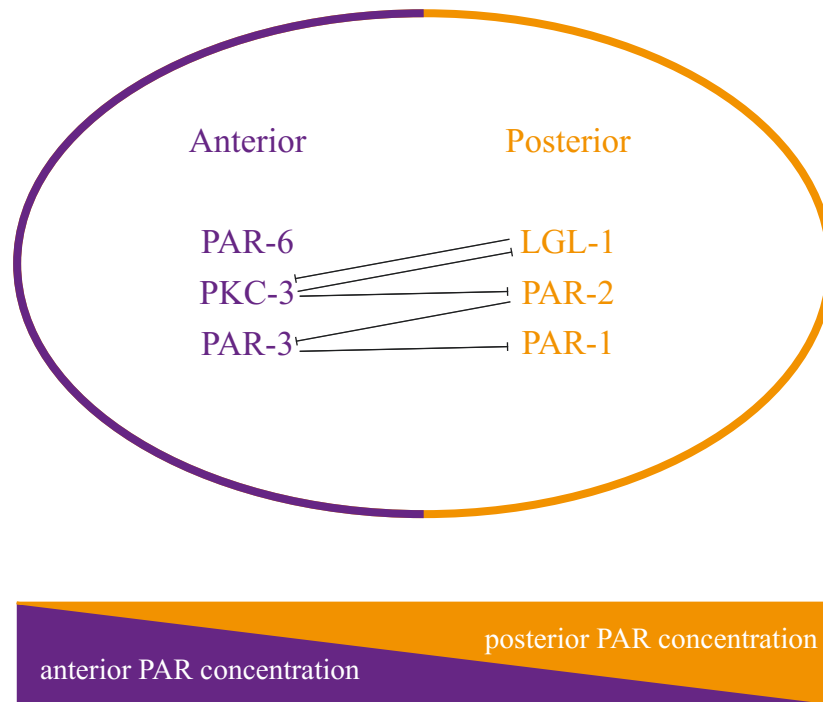 Anterior
Posterior
PAR-6
LGL-1
PKC-3
PAR-2
PAR-3
PAR-1
posterior PAR concentration
anterior PAR concentration